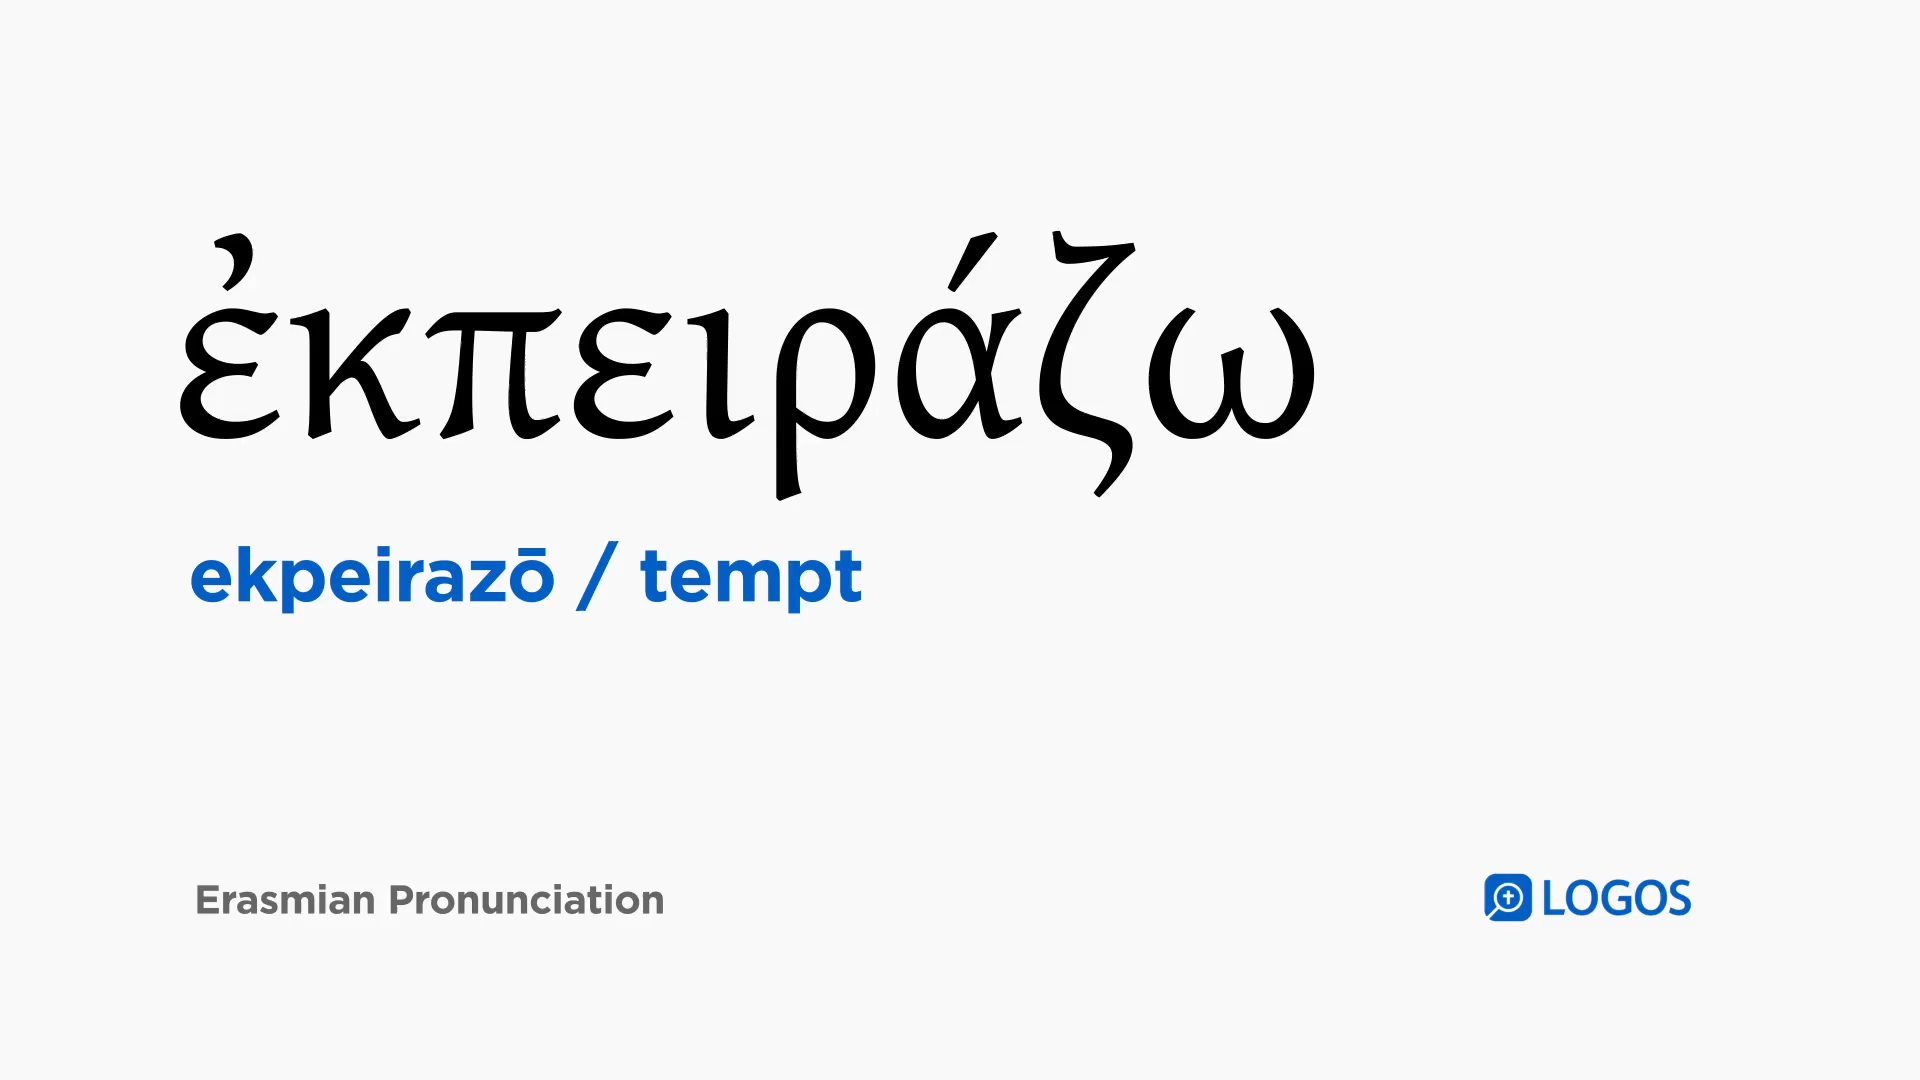 ἐκπειράζω
ekpeirazō / tempt
Erasmian Pronunciation
LOGOS